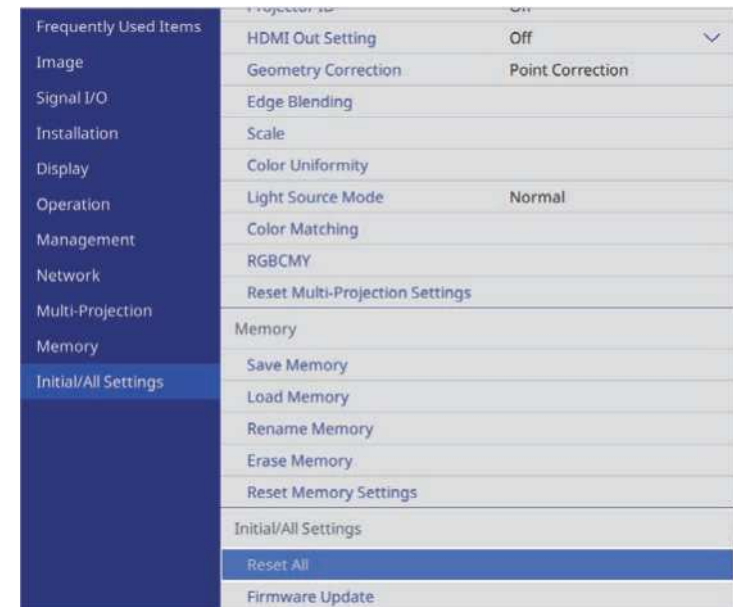 Frequently Used Items
Image
Signal I/O
Installation
Display
Operation
Management
Network
Multi-Projection
Memory
Initial/All Settings
Projector ID
HDMI Out Setting Off
Geometry Correction Point Correction
Edge Blending
Scale
Color Uniformity
Light Source Mode Normal
Color Matching
RGBCMY
Reset Multi-Projection Settings
Memory
Save Memory
Load Memory
Rename Memory
Erase Memory
Reset Memory Settings
Initial/All Settings
Reset All
Firmware Update